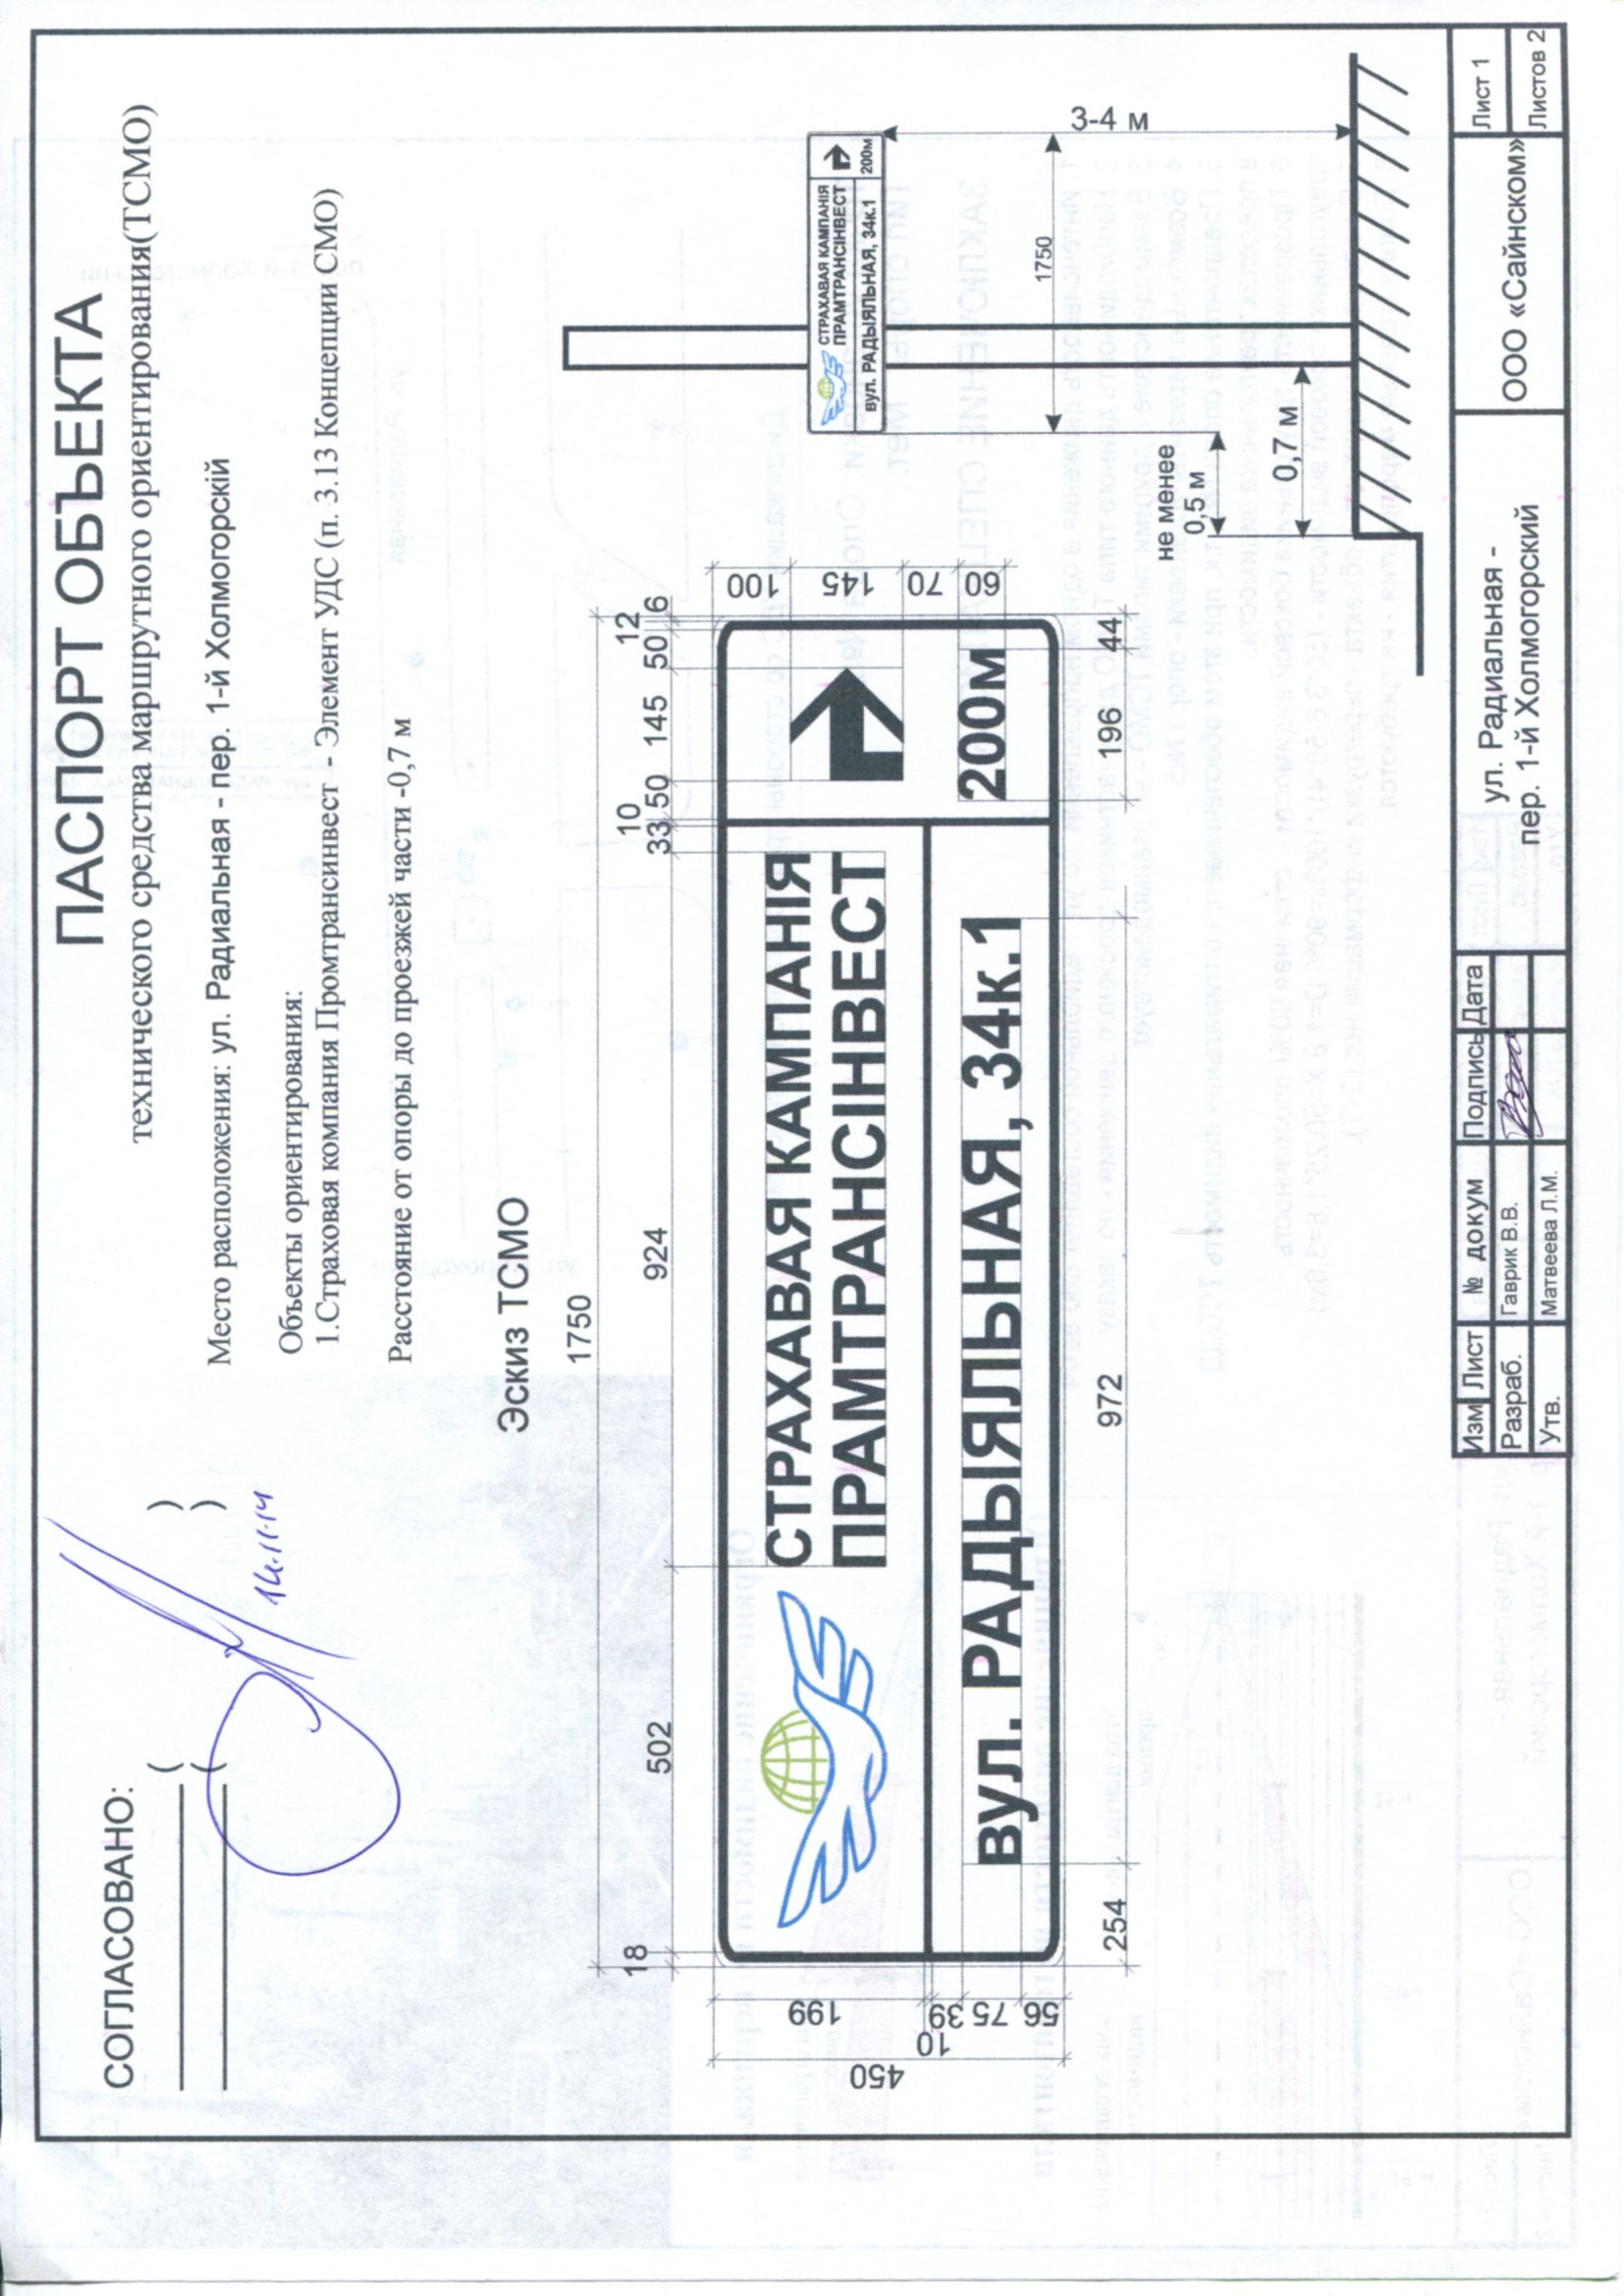 СОГЛАСОВАНО:
( )
( )
14.11.14
ПАСПОРТ ОБЪЕКТА
технического средства маршрутного ориентирования(ТСМО)
Место расположения: ул. Радиальная - пер. 1-й Холмогорскій
Объекты ориентирования:
1.Страховая компания Промтрансинвест - Элемент УДС (п. 3.13 Концепции СМО)
Расстояние от опоры до проезжей части -0,7 м
Эскиз ТСМО
1750
18
502
924
33
10
50
145
50
12
6
СТРАХАВАЯ КАМПАНІЯ
ПРАМТРАНСІНВЕСТ
вул. РАДЫЯЛЬНАЯ, 34к.1
200м
450
199
10
39
75
56
100
145
70
60
254
972
196
44
СТРАХАВАЯ КАМПАНІЯ
ПРАМТРАНСІНВЕСТ
вул. РАДЫЯЛЬНАЯ, 34к.1
200м
3-4 м
1750
не менее
0,5 м
0,7 м
Изм Лист № докум Подпись Дата
Разраб. Гаврик В.В.
Утв. Матвеева Л.М.
ул. Радиальная -
пер. 1-й Холмогорский
ООО «Сайнском»
Лист 1
Листов 2